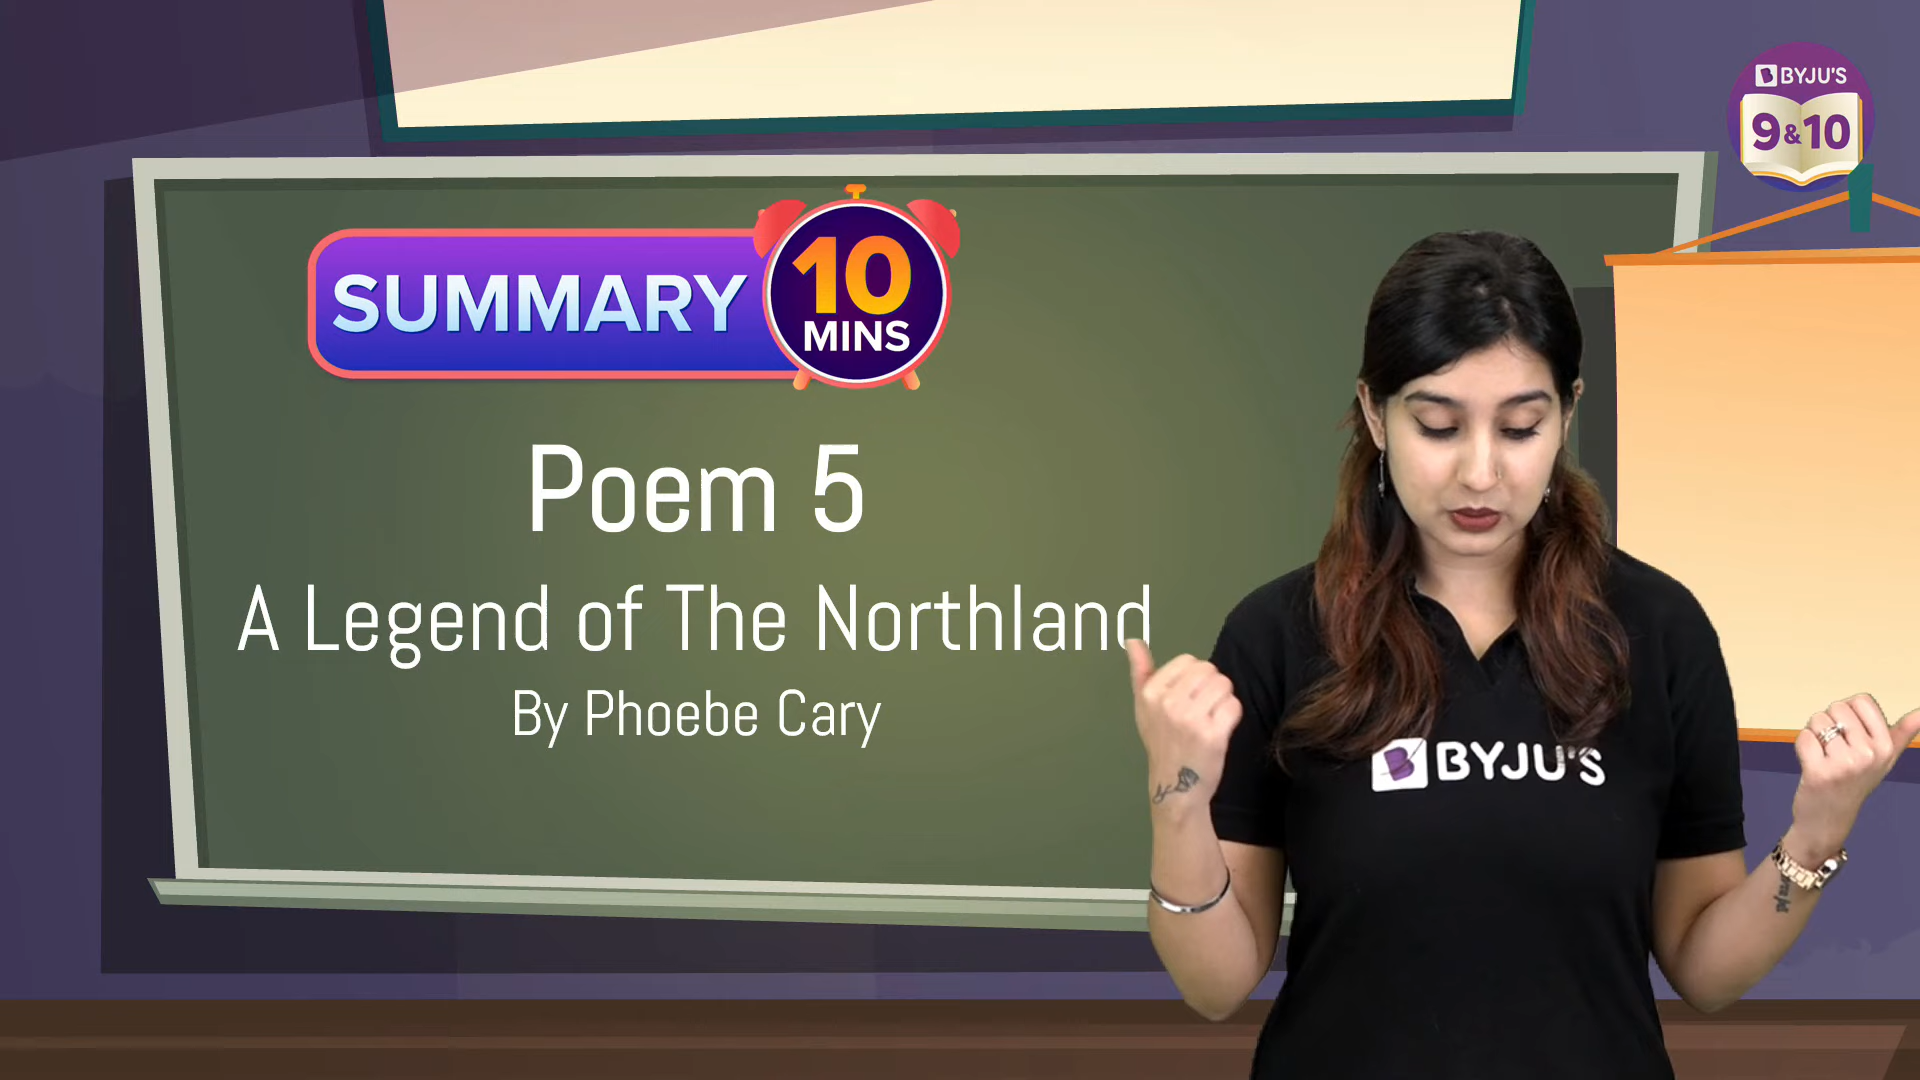 BYJU'S
9&10
SUMMARY
10
MINS
Poem 5
A Legend of The Northland
By Phoebe Cary
BYJU'S